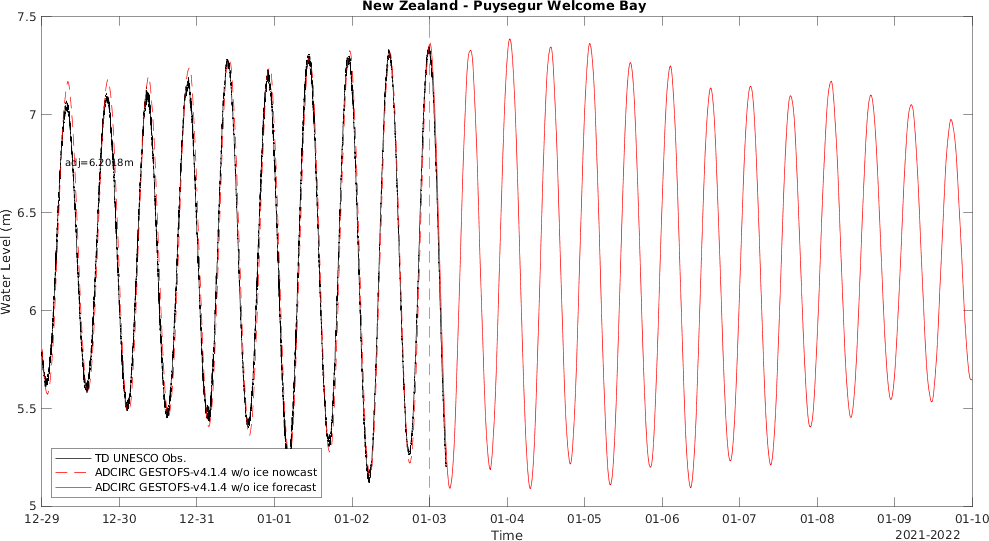 New Zealand - Puysegur Welcome Bay
7.5
7
6.5
6
5.5
5
Water Level (m)
adj=6.2018m
TD UNESCO Obs.
ADCIRC GESTOFS-v4.1.4 w/o ice nowcast
ADCIRC GESTOFS-v4.1.4 w/o ice forecast
12-29 12-30 12-31 01-01 01-02 01-03 01-04 01-05 01-06 01-07 01-08 01-09 01-10
Time
2021-2022